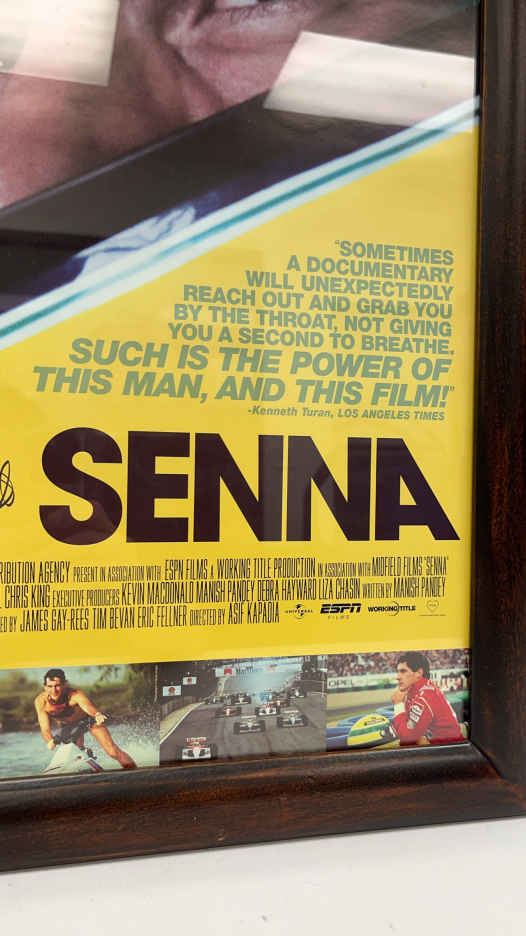 "SOMETIMES
A DOCUMENTARY
WILL UNEXPECTEDLY
REACH OUT AND GRAB YOU
BY THE THROAT, NOT GIVING
YOU A SECOND TO BREATHE.
SUCH IS THE POWER OF
THIS MAN, AND THIS FILM!"
-Kenneth Turan, LOS ANGELES TIMES
SENNA
RIBUTION AGENCY PRESENT IN ASSOCIATION WITH ESPN FILMS A WORKING TITLE PRODUCTION IN ASSOCIATION WITH MIDFIELD FILMS 'SENNA'
CHRIS KING EXECUTIVE PRODUCERS KEVIN MACDONALD MANISH PANDEY DEBRA HAYWARD LIZA CHASIN WRITTEN BY MANISH PANDEY
ED BY JAMES GAY-REES TIM BEVAN ERIC FELLNER DIRECTED BY ASIF KAPADIA UNIVERSAL ESPN FILMS WORKING TITLE
Marlboro
OPEL